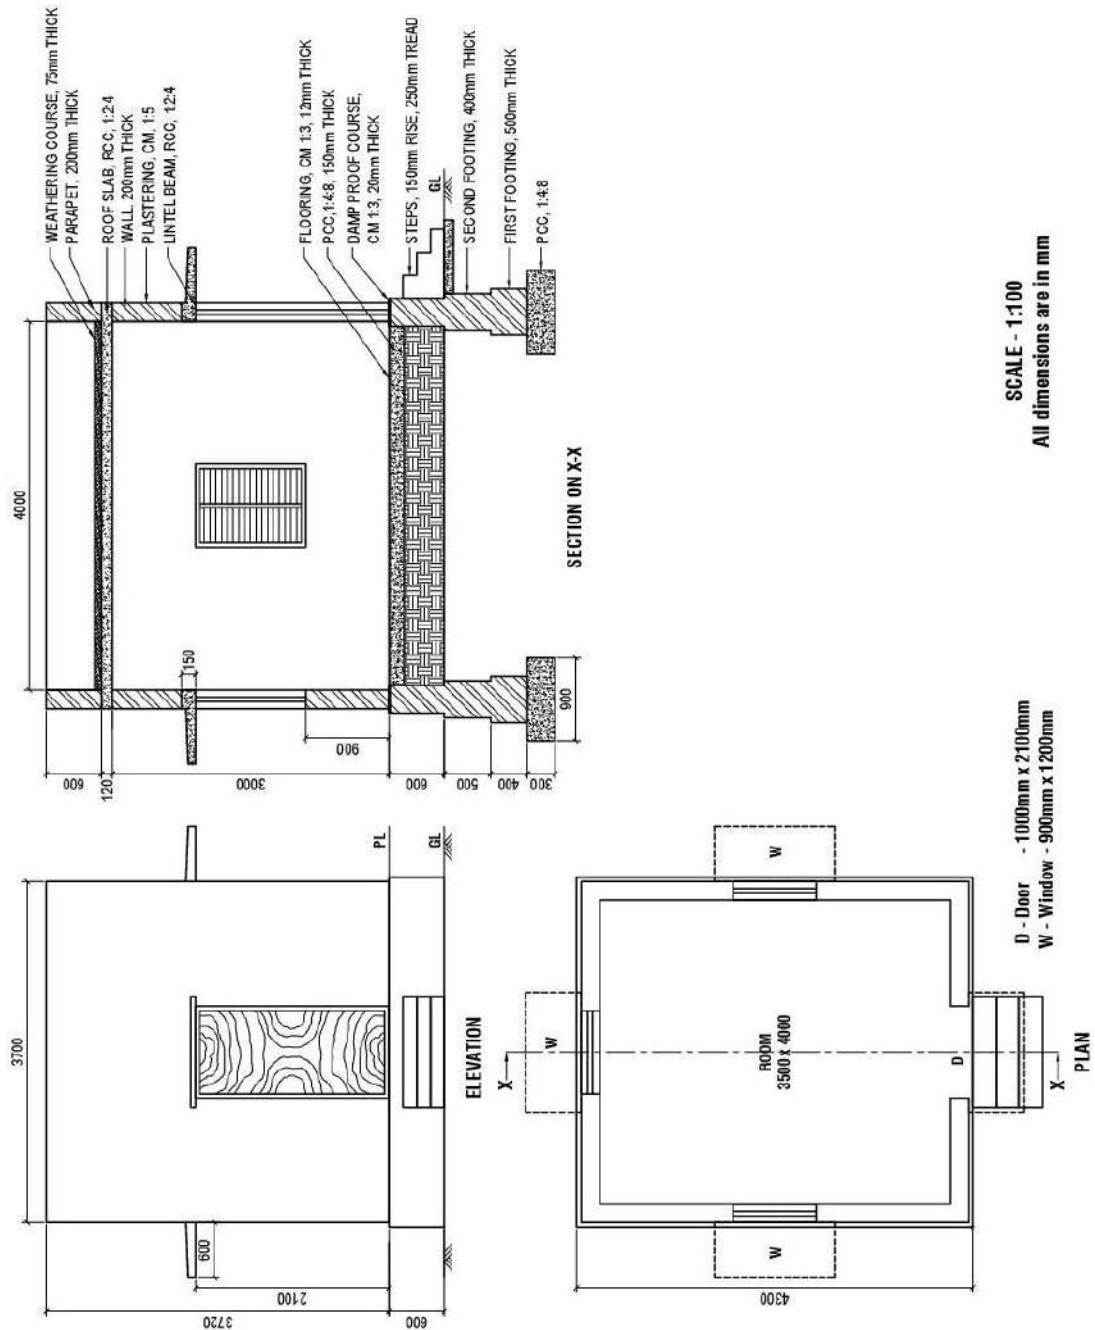 3700
600
2100
3720
600
PL
GL
ELEVATION
4000
WEATHERING COURSE, 75mm THICK
PARAPET, 200mm THICK
ROOF SLAB, RCC, 1:2:4
WALL, 200mm THICK
PLASTERING, CM, 1:5
LINTEL BEAM, RCC, 1:2:4
FLOORING, CM 1:3, 12mm THICK
PCC,1:4:8, 150mm THICK
DAMP PROOF COURSE,
CM 1:3, 20mm THICK
STEPS, 150mm RISE, 250mm TREAD
GL
SECOND FOOTING, 400mm THICK
FIRST FOOTING, 500mm THICK
PCC, 1:4:8
600
120
3000
600
500
400
300
150
900
900
SECTION ON X-X
W
W
W
X
X
ROOM
3500 x 4000
D
4300
PLAN
D - Door - 1000mm x 2100mm
W - Window - 900mm x 1200mm
SCALE - 1:100
All dimensions are in mm